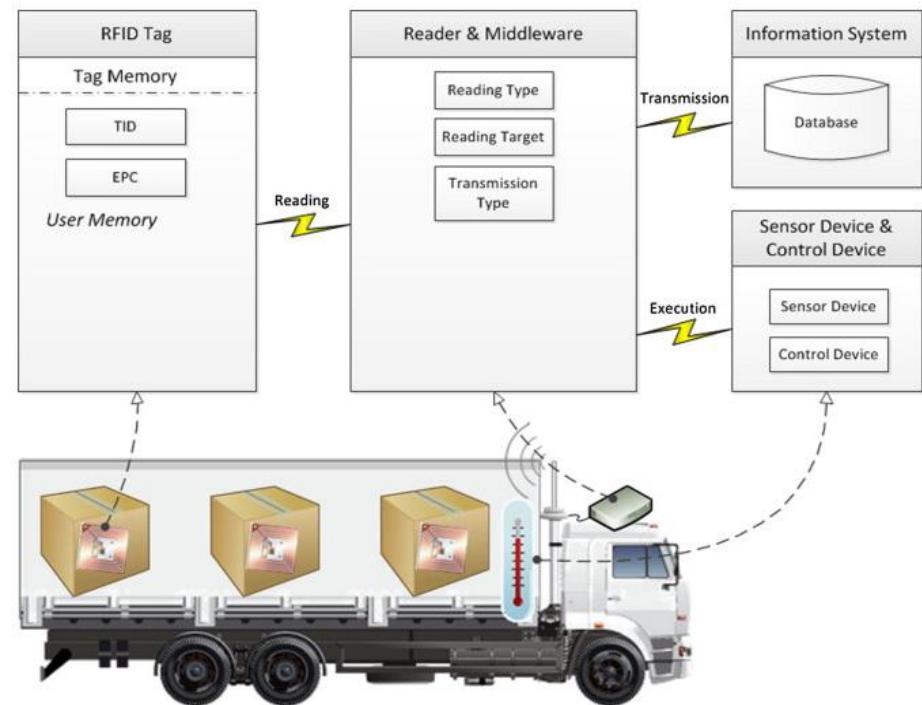 RFID Tag
Tag Memory
TID
EPC
User Memory
Reading
Reader & Middleware
Reading Type
Reading Target
Transmission
Type
Transmission
Information System
Database
Execution
Sensor Device &
Control Device
Sensor Device
Control Device